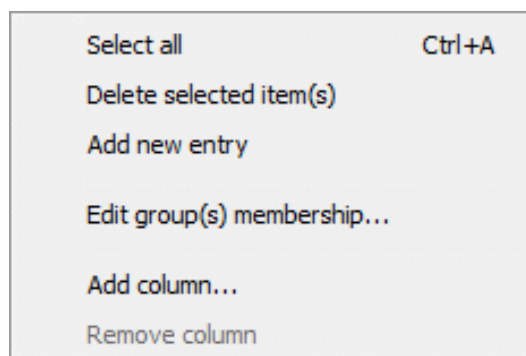 Select all Ctrl+A
Delete selected item(s)
Add new entry
Edit group(s) membership...
Add column...
Remove column